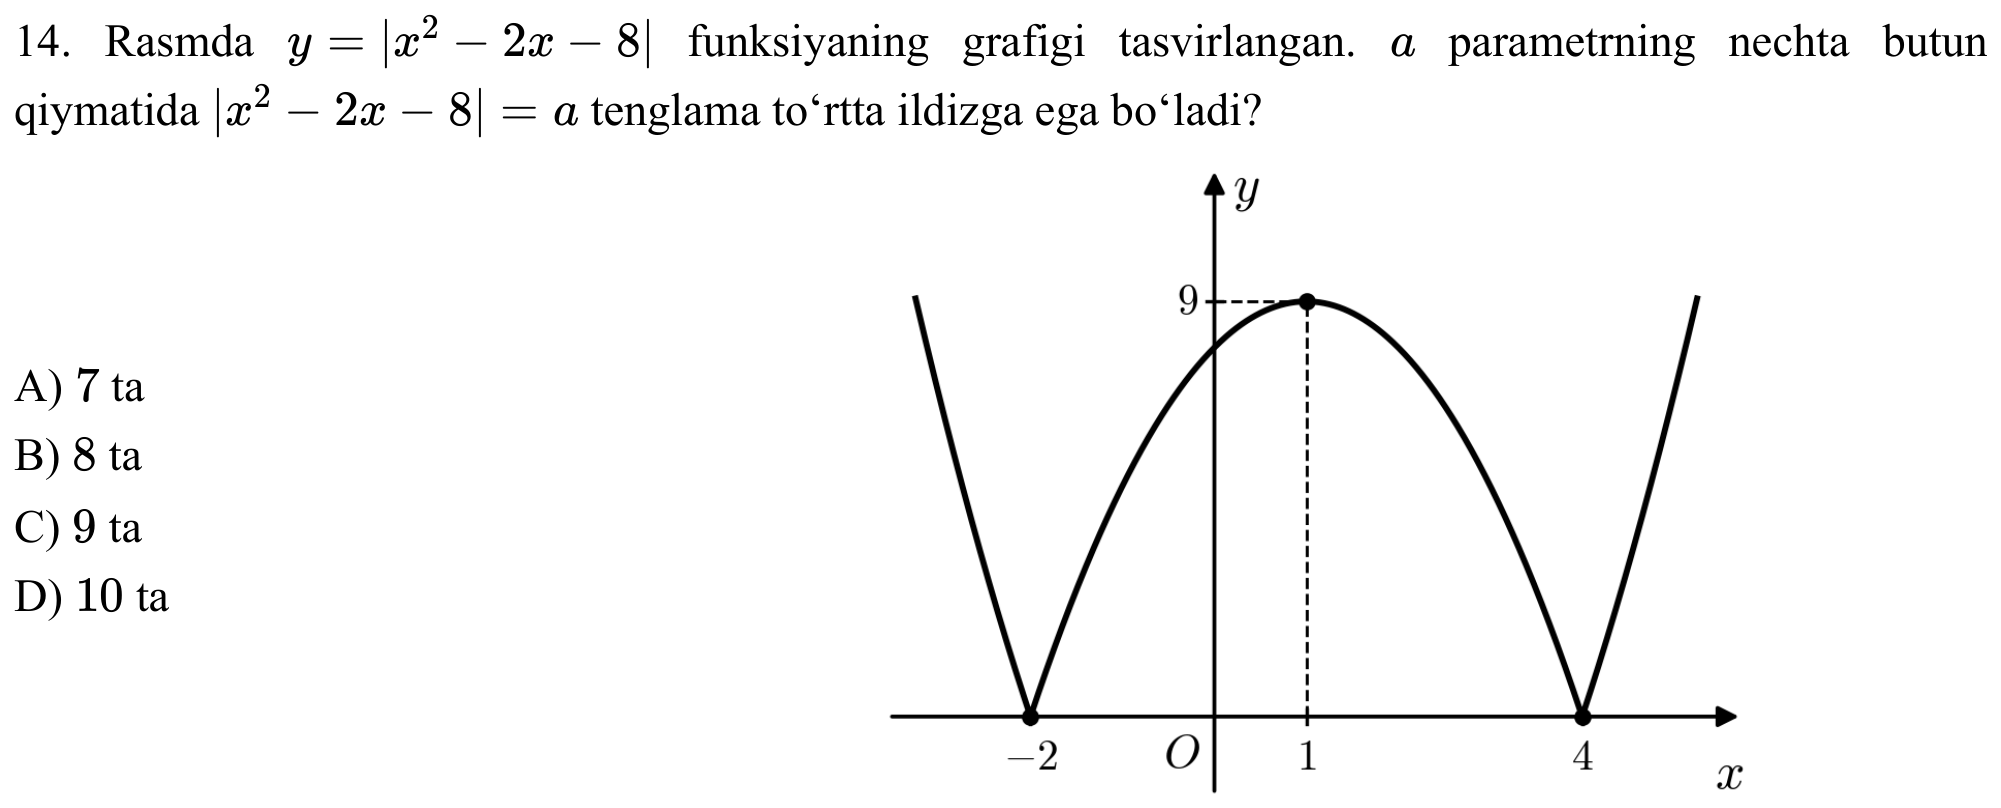 14. Rasmda y = |x² − 2x − 8| funksiyaning grafigi tasvirlangan. a parametrning nechta butun
qiymatida |x² − 2x − 8| = a tenglama to‘rtta ildizga ega bo‘ladi?
y
9
A) 7 ta
B) 8 ta
C) 9 ta
D) 10 ta
−2 O 1 4 x